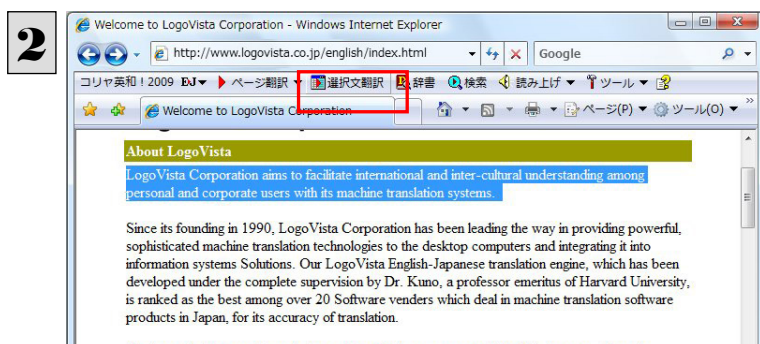 2
Welcome to LogoVista Corporation - Windows Internet Explorer
http://www.logovista.co.jp/english/index.html Google
コリャ英和！2009 EJ ページ翻訳 選択文翻訳 辞書 検索 読み上げ ツール
Welcome to LogoVista Corporation ページ(P) ツール(O) »
About LogoVista
LogoVista Corporation aims to facilitate international and inter-cultural understanding among
personal and corporate users with its machine translation systems.
Since its founding in 1990, LogoVista Corporation has been leading the way in providing powerful,
sophisticated machine translation technologies to the desktop computers and integrating it into
information systems Solutions. Our LogoVista English-Japanese translation engine, which has been
developed under the complete supervision by Dr. Kuno, a professor emeritus of Harvard University,
is ranked as the best among over 20 Software venders which deal in machine translation software
products in Japan, for its accuracy of translation.